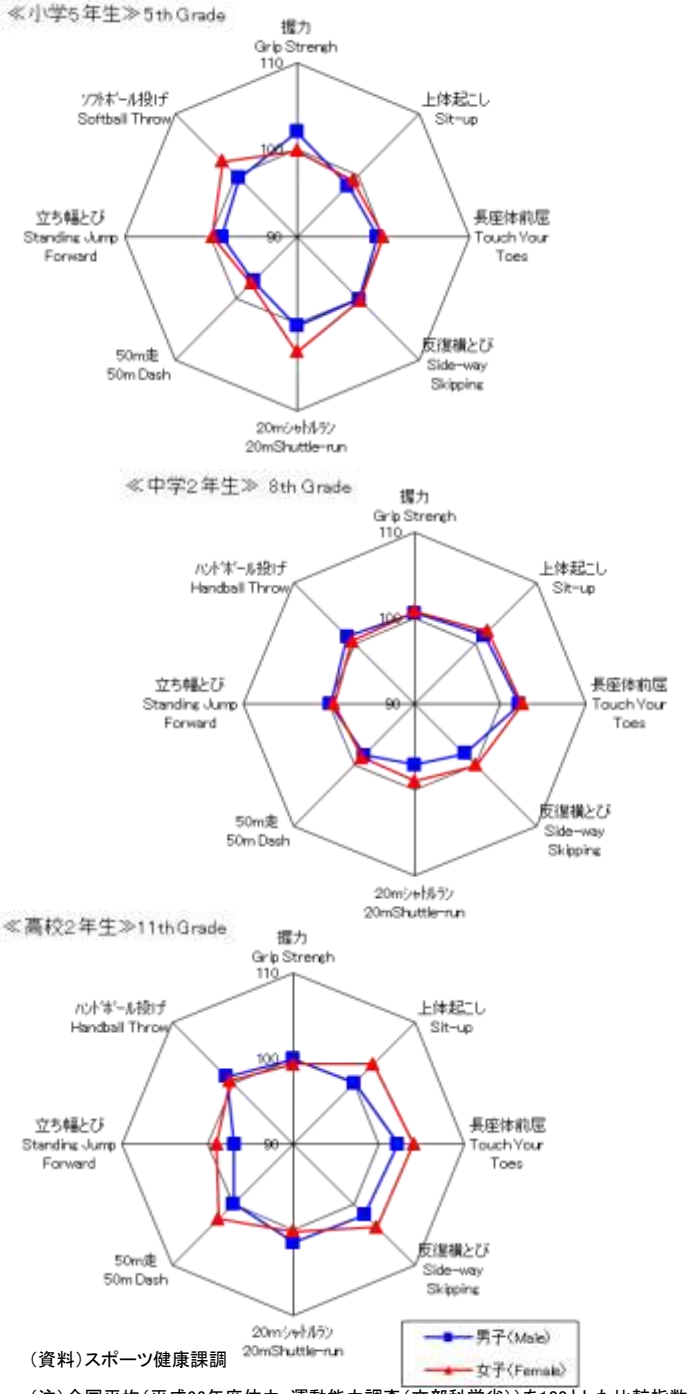 ≪小学5年生≫5th Grade
握力
Grip Strengh
110
上体起こし
Sit-up
ソフトボール投げ
Softball Throw
100
立ち幅とび
Standing Jump
Forward
90
長座体前屈
Touch Your
Toes
50m走
50m Dash
反復横とび
Side-way
Skipping
20mシャトルラン
20mShuttle-run
≪中学2年生≫ 8th Grade
握力
Grip Strengh
110
上体起こし
Sit-up
ハンドボール投げ
Handball Throw
100
立ち幅とび
Standing Jump
Forward
90
長座体前屈
Touch Your
Toes
50m走
50m Dash
反復横とび
Side-way
Skipping
20mシャトルラン
20mShuttle-run
≪高校2年生≫11thGrade
握力
Grip Strengh
110
上体起こし
Sit-up
ハンドボール投げ
Handball Throw
100
立ち幅とび
Standing Jump
Forward
90
長座体前屈
Touch Your
Toes
50m走
50m Dash
反復横とび
Side-way
Skipping
20mシャトルラン
20mShuttle-run
男子(Male)
女子(Female)
(資料)スポーツ健康課調